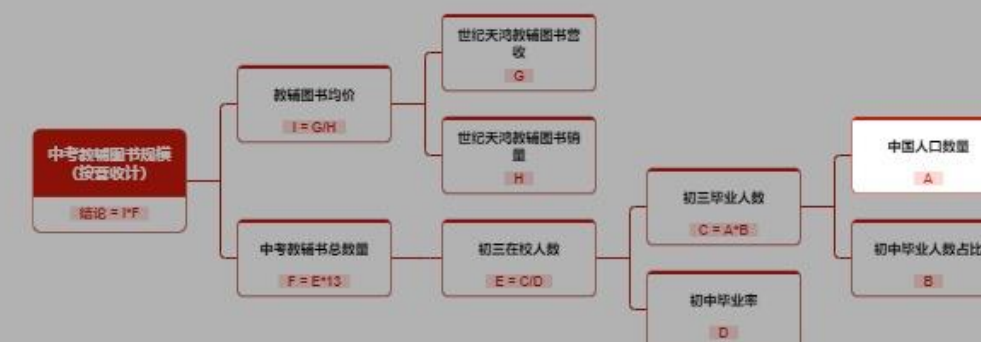 世纪天鸿教辅图书营
收
G
教辅图书均价
I = G/H
世纪天鸿教辅图书销
量
H
中考教辅图书规模
(按营收计)
结论 = I*F
中国人口数量
A
初三毕业人数
C = A*B
中考教辅书总数量
F = E*13
初三在校人数
E = C/D
初中毕业人数占比
B
初中毕业率
D